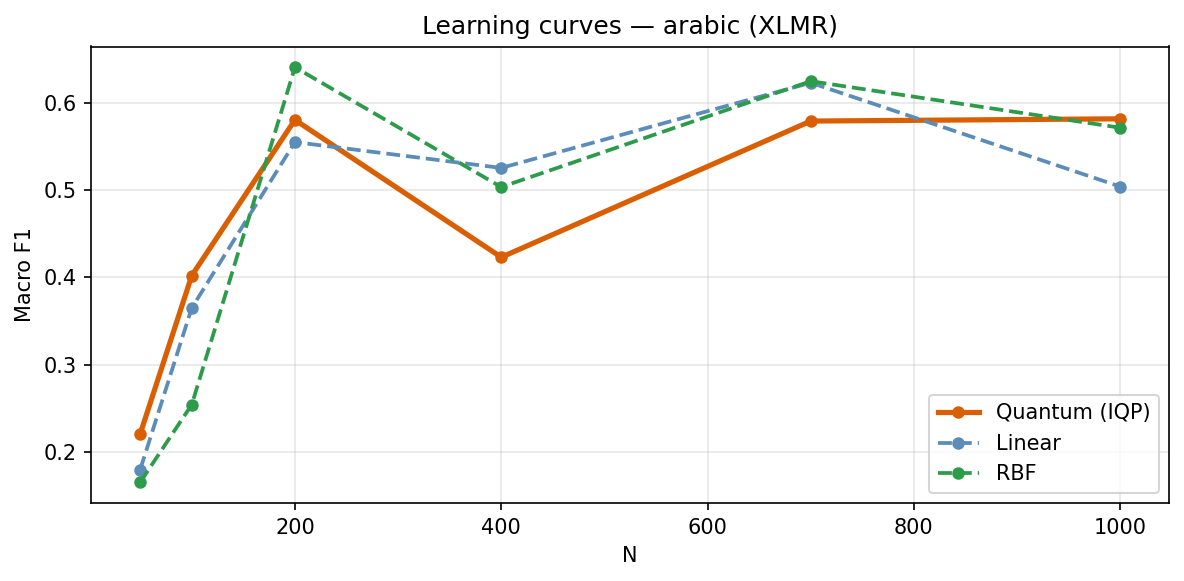 Learning curves — arabic (XLMR)
Macro F1
0.6
0.5
0.4
0.3
0.2
200
400
600
800
1000
N
Quantum (IQP)
Linear
RBF